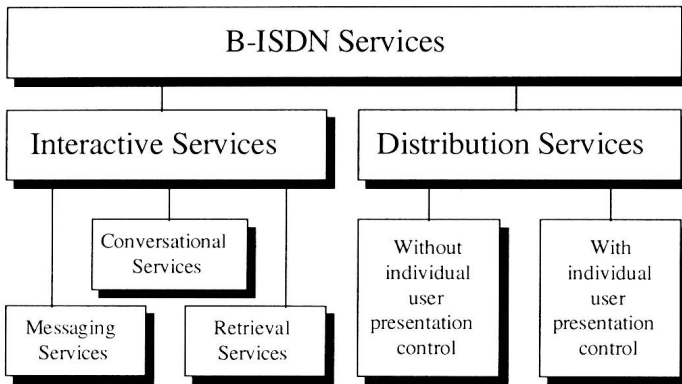 B-ISDN Services
Interactive Services
Distribution Services
Conversational
Services
Messaging
Services
Retrieval
Services
Without
individual
user
presentation
control
With
individual
user
presentation
control